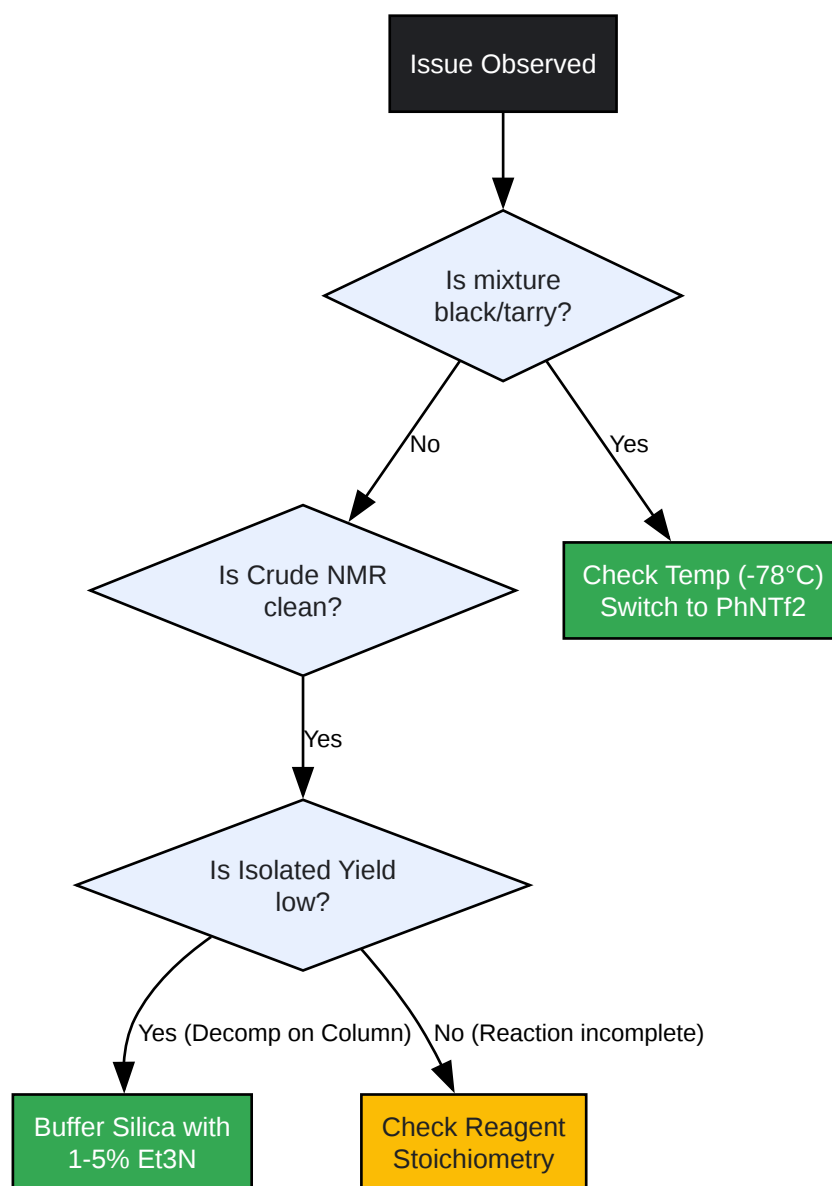 Issue Observed
Is mixture
black/tarry?
No
Yes
Is Crude NMR
clean?
Check Temp (-78°C)
Switch to PhNTf2
Yes
Is Isolated Yield
low?
Yes (Decomp on Column)
No (Reaction incomplete)
Buffer Silica with
1-5% Et3N
Check Reagent
Stoichiometry